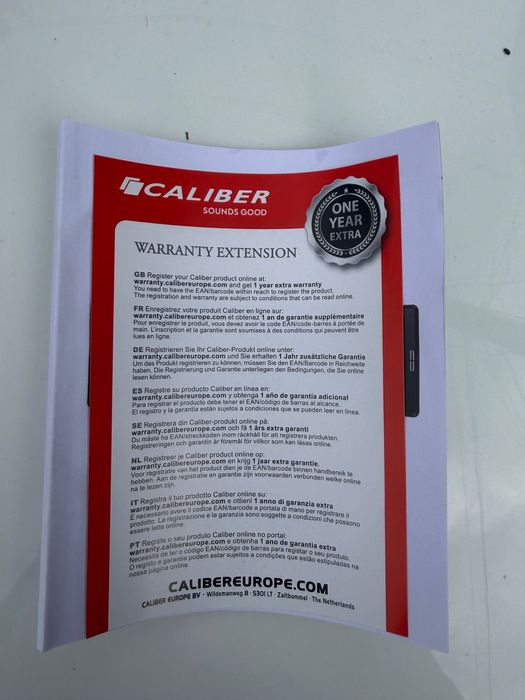 CALIBER
SOUNDS GOOD
ONE
YEAR
EXTRA
WARRANTY EXTENSION
GB Register your Caliber product online at:
warranty.calibereurope.com and get 1 year extra warranty
You need to have the EAN/barcode within reach to register the product.
The registration and warranty are subject to conditions that can be read online.
FR Enregistrez votre produit Caliber en ligne sur:
warranty.calibereurope.com et obtenez 1 an de garantie supplémentaire
Pour enregistrer le produit, vous devez avoir le code EAN/code-barres à portée de
main. L'inscription et la garantie sont soumises à des conditions qui peuvent être
lues en ligne.
DE Registrieren Sie Ihr Caliber-Produkt online unter:
warranty.calibereurope.com und Sie erhalten 1 Jahr zusätzliche Garantie
Um das Produkt registrieren zu können, müssen Sie den EAN/Barcode in Reichweite
haben. Die Registrierung und Garantie unterliegen den Bedingungen, die Sie online
lesen können.
ES Registre su producto Caliber en línea en:
warranty.calibereurope.com y obtenga 1 año de garantía adicional
Para registrar el producto debe tener el EAN/código de barras al alcance.
El registro y la garantía están sujetos a condiciones que se pueden leer en línea.
SE Registrera din Caliber-produkt online på:
warranty.calibereurope.com och få 1 års extra garanti
Du måste ha EAN/streckkoden inom räckhåll för att registrera produkten.
Registreringen och garantin är föremål för villkor som kan läsas online.
NL Registreer je Caliber product online op:
warranty.calibereurope.com en krijg 1 jaar extra garantie.
Voor registratie van het product dien je de EAN/barcode binnen handbereik te
hebben. Aan de registratie en garantie zijn voorwaarden verbonden welke online
na te lezen zijn.
IT Registra il tuo prodotto Caliber online su:
warranty.calibereurope.com e ottieni 1 anno di garanzia extra
È necessario avere il codice EAN/barcode a portata di mano per registrare il
prodotto. La registrazione e la garanzia sono soggette a condizioni che possono
essere lette online.
PT Registe o seu produto Caliber online no portal:
warranty.calibereurope.com e obtenha 1 ano de garantia extra
Necessita de ter o código EAN/código de barras para registar o seu produto.
O registo e garantia podem estar sujeitos a condições que estão estipuladas na
nossa página online.
CALIBEREUROPE.COM
CALIBER EUROPE BV · Wildemanweg 8 · 5301 LT · Zaltbommel · The Netherlands